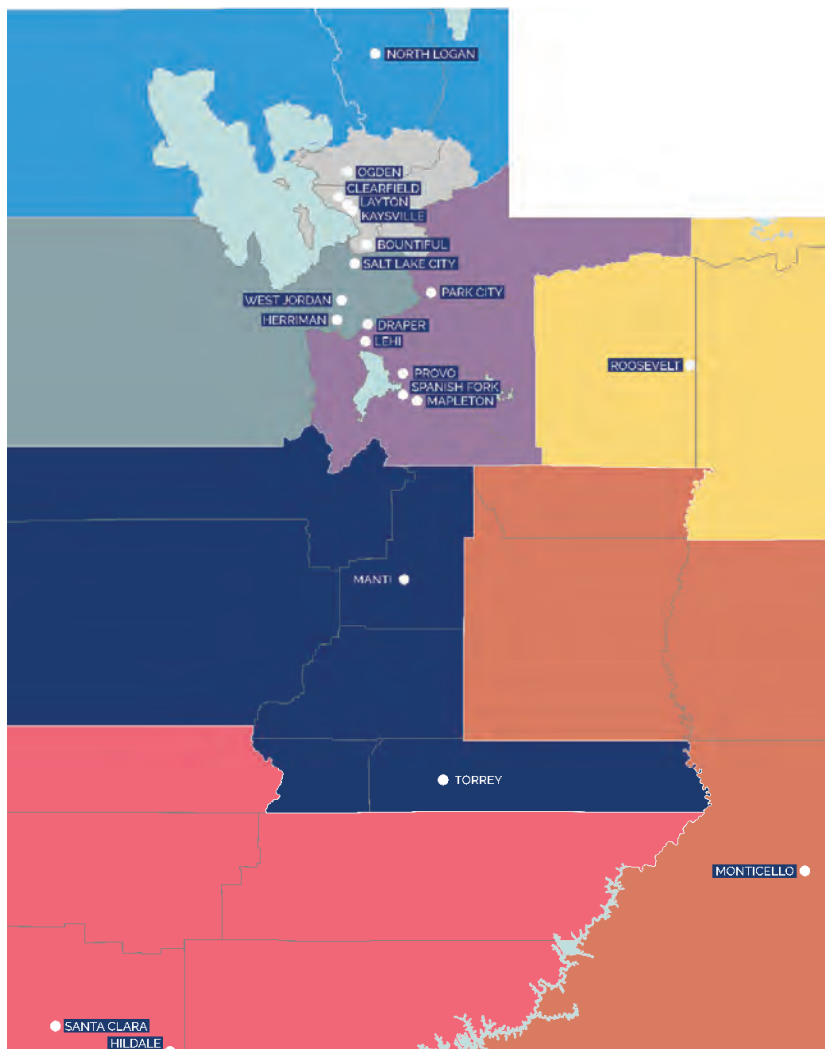 NORTH LOGAN
OGDEN
CLEARFIELD
LAYTON
KAYSVILLE
BOUNTIFUL
SALT LAKE CITY
PARK CITY
WEST JORDAN
HERRIMAN
DRAPER
LEHI
ROOSEVELT
PROVO
SPANISH FORK
MAPLETON
MANTI
TORREY
MONTICELLO
SANTA CLARA
HILDALE